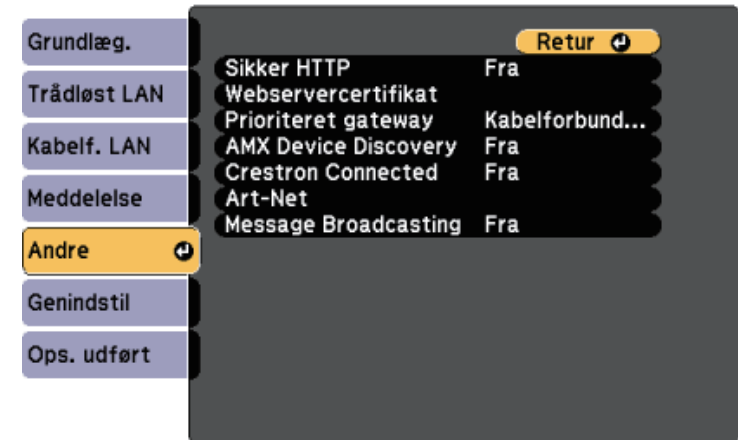 Grundlæg.
Trådløst LAN
Kabelf. LAN
Meddelelse
Andre
Genindstil
Ops. udført
Retur
Sikker HTTP Fra
Webservercertifikat
Prioriteret gateway Kabelforbund...
AMX Device Discovery Fra
Crestron Connected Fra
Art-Net
Message Broadcasting Fra